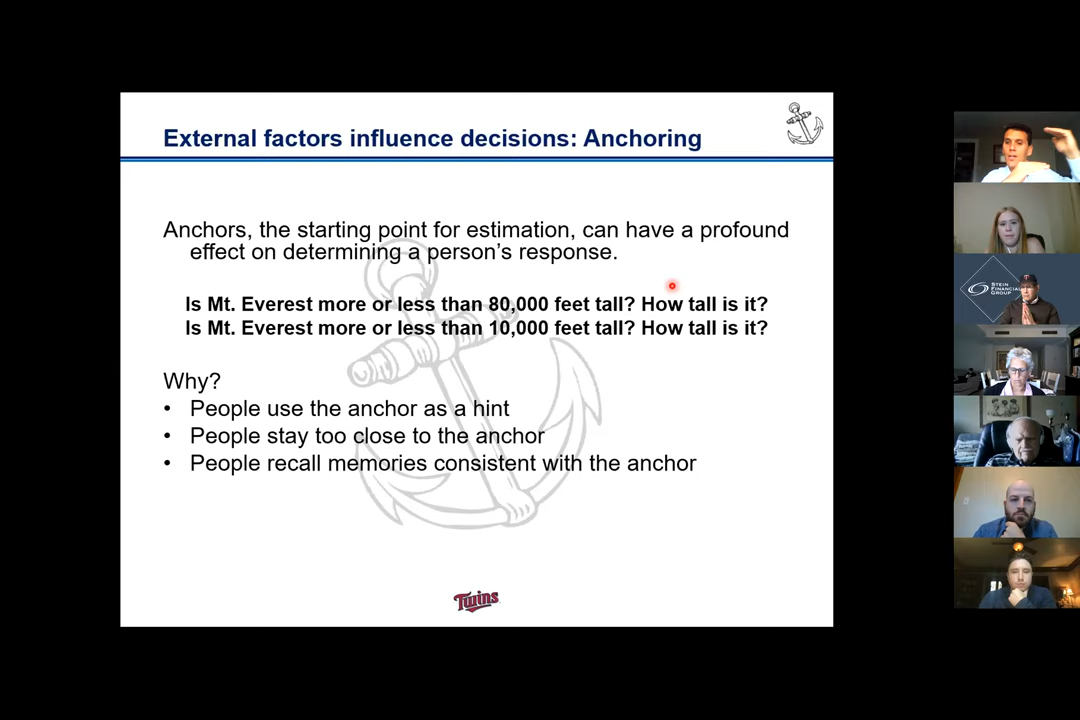 External factors influence decisions: Anchoring
Anchors, the starting point for estimation, can have a profound
effect on determining a person's response.
Is Mt. Everest more or less than 80,000 feet tall? How tall is it?
Is Mt. Everest more or less than 10,000 feet tall? How tall is it?
Why?
• People use the anchor as a hint
• People stay too close to the anchor
• People recall memories consistent with the anchor
Twins
STEIN
FINANCIAL
GROUP